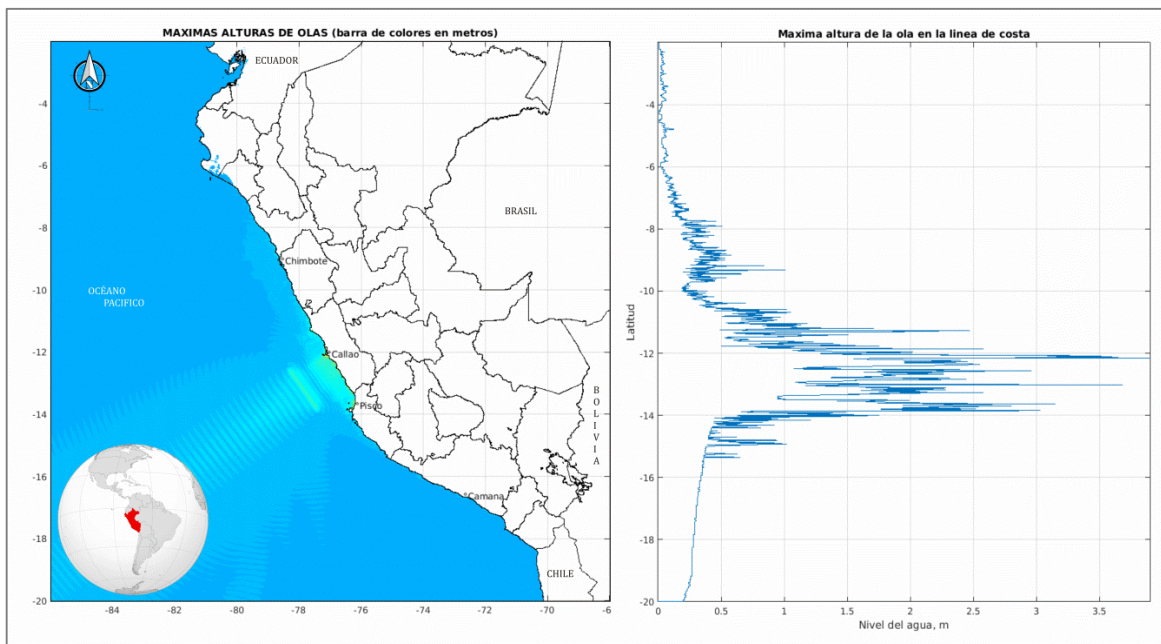 MAXIMAS ALTURAS DE OLAS (barra de colores en metros)
ECUADOR
BRASIL
OCÉANO
PACIFICO
Chimbote
Callao
Pisco
Camana
BOLIVIA
CHILE
-4
-6
-8
-10
-12
-14
-16
-18
-20
-84
-82
-80
-78
-76
-74
-72
-70
-6
Maxima altura de la ola en la linea de costa
Latitud
-4
-6
-8
-10
-12
-14
-16
-18
-20
0
0.5
1
1.5
2
2.5
3
3.5
Nivel del agua, m